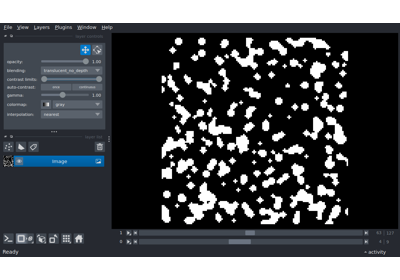 File View Layers Plugins Window Help
opacity: 1.00
blending: translucent_no_depth
contrast limits:
auto-contrast: once continuous
gamma: 1.00
colormap: gray
interpolation: nearest
Image
Ready
activity